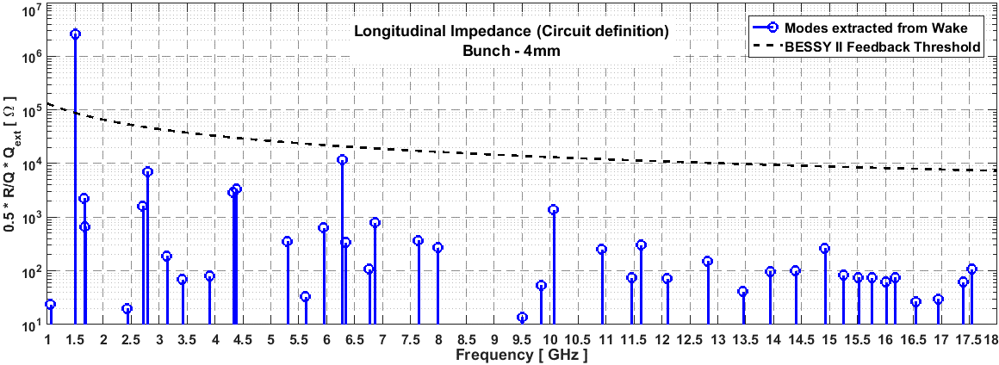 Longitudinal Impedance (Circuit definition)
Bunch - 4mm
Modes extracted from Wake
BESSY II Feedback Threshold
0.5 * R/Q * Q_ext [ Ω ]
10^7
10^6
10^5
10^4
10^3
10^2
10^1
1 1.5 2 2.5 3 3.5 4 4.5 5 5.5 6 6.5 7 7.5 8 8.5 9 9.5 10 10.5 11 11.5 12 12.5 13 13.5 14 14.5 15 15.5 16 16.5 17 17.5 18
Frequency [ GHz ]